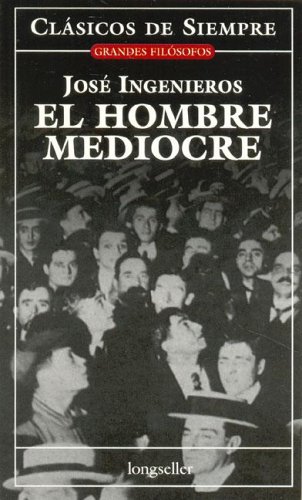 CLÁSICOS DE SIEMPRE
GRANDES FILÓSOFOS
JOSÉ INGENIEROS
EL HOMBRE
MEDIOCRE
longseller